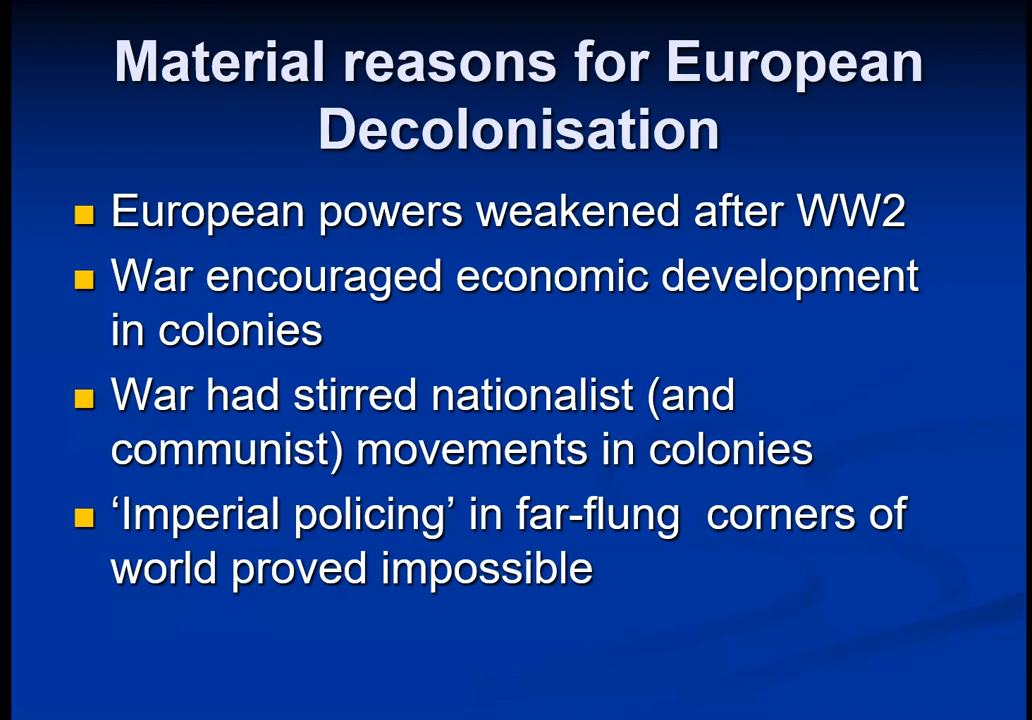 Material reasons for European
Decolonisation
European powers weakened after WW2
War encouraged economic development
in colonies
War had stirred nationalist (and
communist) movements in colonies
‘Imperial policing’ in far-flung  corners of
world proved impossible